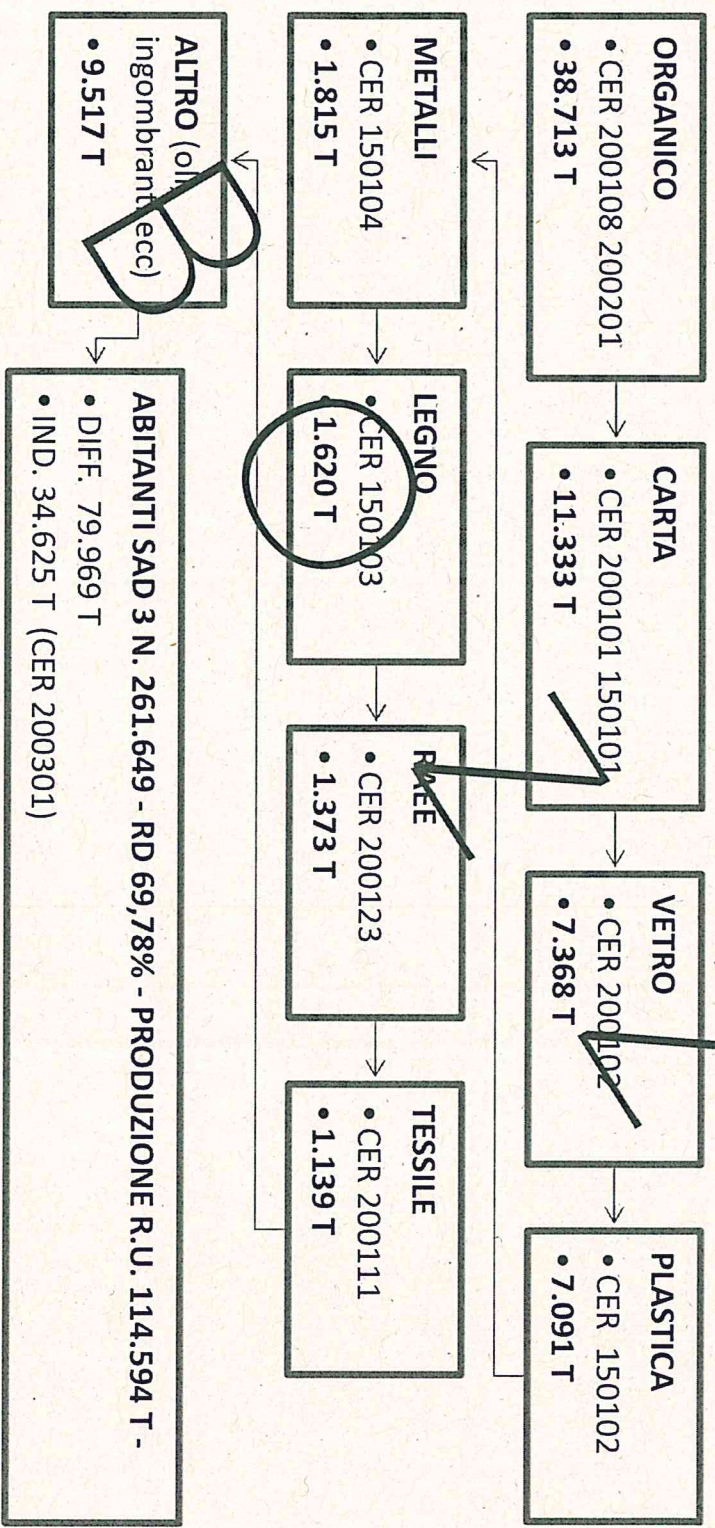 ORGANICO
• CER 200108 200201
• 38.713 T
CARTA
• CER 200101 150101
• 11.333 T
VETRO
• CER 200102
• 7.368 T
PLASTICA
• CER 150102
• 7.091 T
METALLI
• CER 150104
• 1.815 T
LEGNO
• CER 150103
• 1.620 T
RAEE
• CER 200123
• 1.373 T
TESSILE
• CER 200111
• 1.139 T
ALTRO
ecc)
• 9.517 T
B
ABITANTI SAD 3 N. 261.649 - RD 69,78% - PRODUZIONE R.U. 114.594 T -
• DIFF. 79.969 T
• IND. 34.625 T (CER 200301)